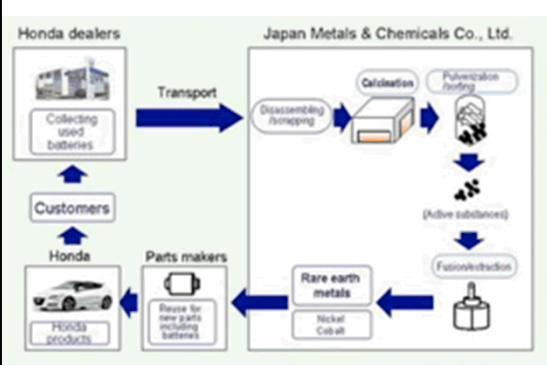 Honda dealers
Japan Metals & Chemicals Co., Ltd.
Collecting
used
batteries
Transport
Disassembling
/scrapping
Calcination
Pulverization
/sorting
(Active substances)
Fusion/extraction
Rare earth
metals
Nickel
Cobalt
Parts makers
Reuse for
new parts
including
batteries
Honda
Honda
products
Customers